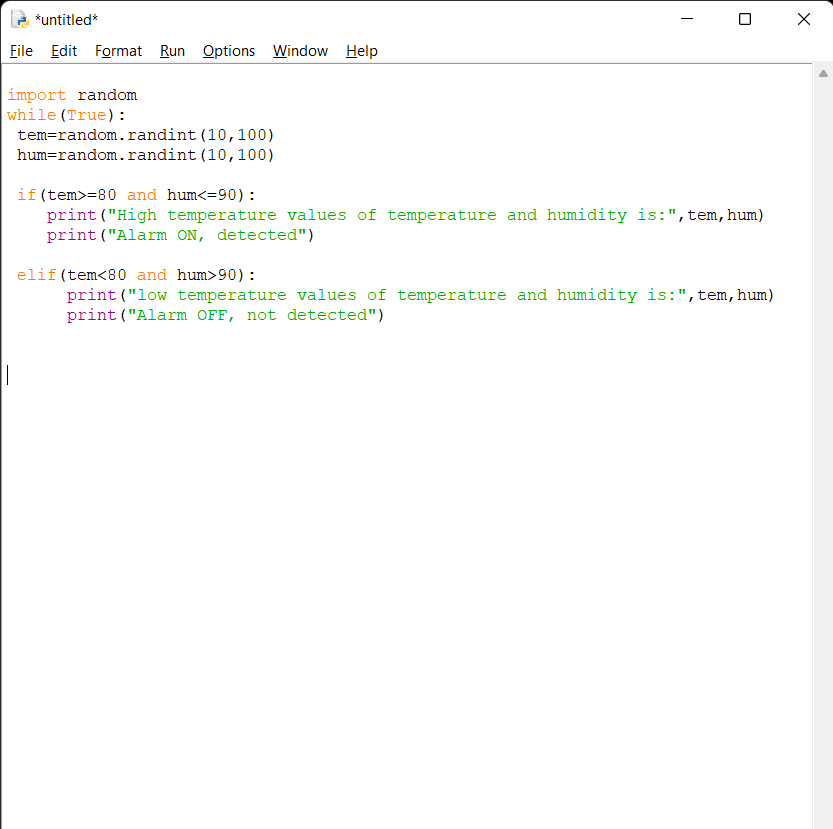 *untitled*
File Edit Format Run Options Window Help
import random
while(True):
 tem=random.randint(10,100)
 hum=random.randint(10,100)
 if(tem>=80 and hum<=90):
    print("High temperature values of temperature and humidity is:",tem,hum)
    print("Alarm ON, detected")
 elif(tem<80 and hum>90):
      print("low temperature values of temperature and humidity is:",tem,hum)
      print("Alarm OFF, not detected")